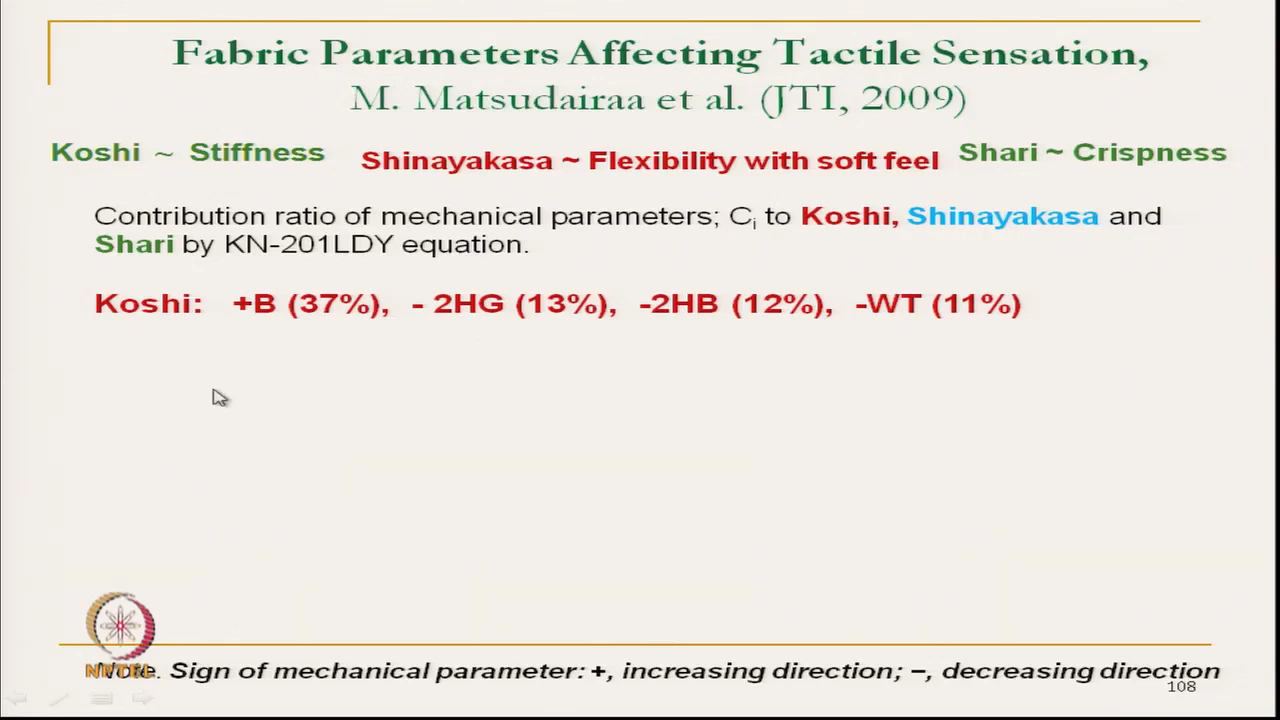 Fabric Parameters Affecting Tactile Sensation,
M. Matsudairaa et al. (JTI, 2009)
Koshi ~ Stiffness Shinayakasa ~ Flexibility with soft feel Shari ~ Crispness
Contribution ratio of mechanical parameters; Ci to Koshi, Shinayakasa and
Shari by KN-201LDY equation.
Koshi: +B (37%), - 2HG (13%), -2HB (12%), -WT (11%)
NPTEL
Note. Sign of mechanical parameter: +, increasing direction; −, decreasing direction
108